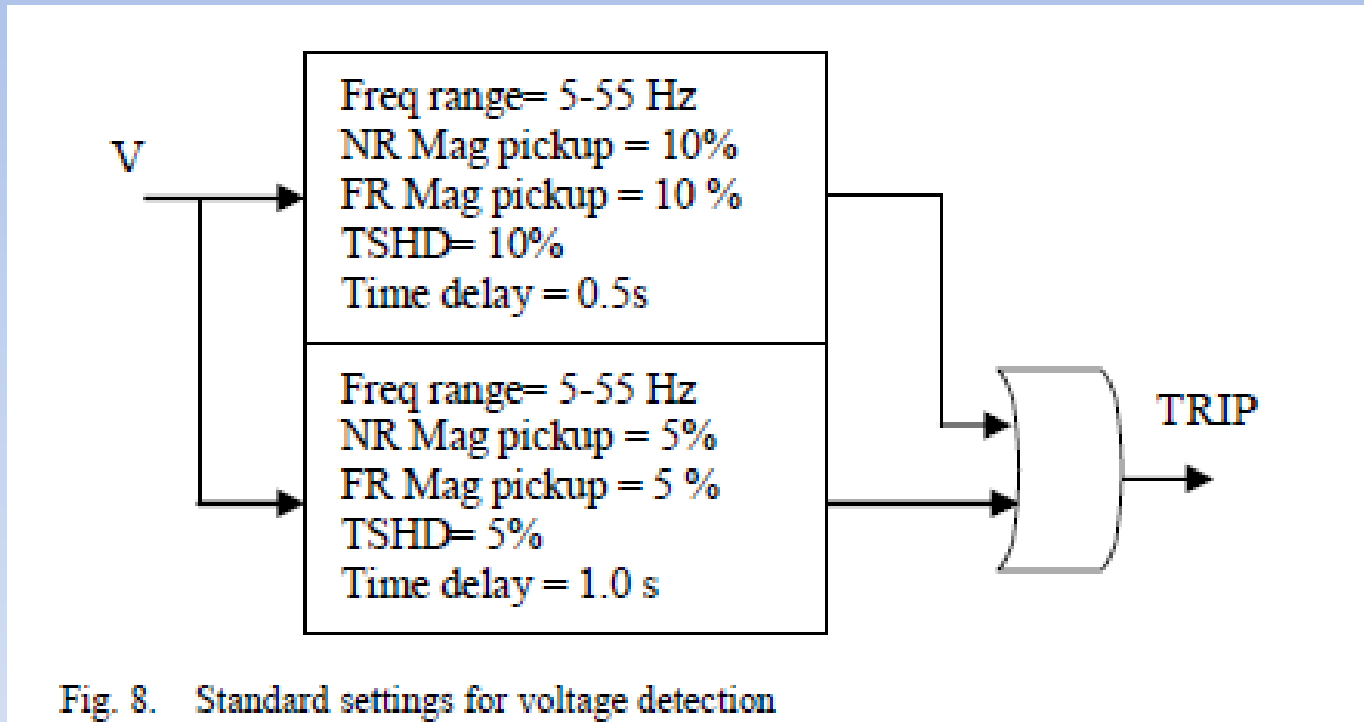 V
Freq range= 5-55 Hz
NR Mag pickup = 10%
FR Mag pickup = 10 %
TSHD= 10%
Time delay = 0.5s
Freq range= 5-55 Hz
NR Mag pickup = 5%
FR Mag pickup = 5 %
TSHD= 5%
Time delay = 1.0 s
TRIP
Fig. 8. Standard settings for voltage detection